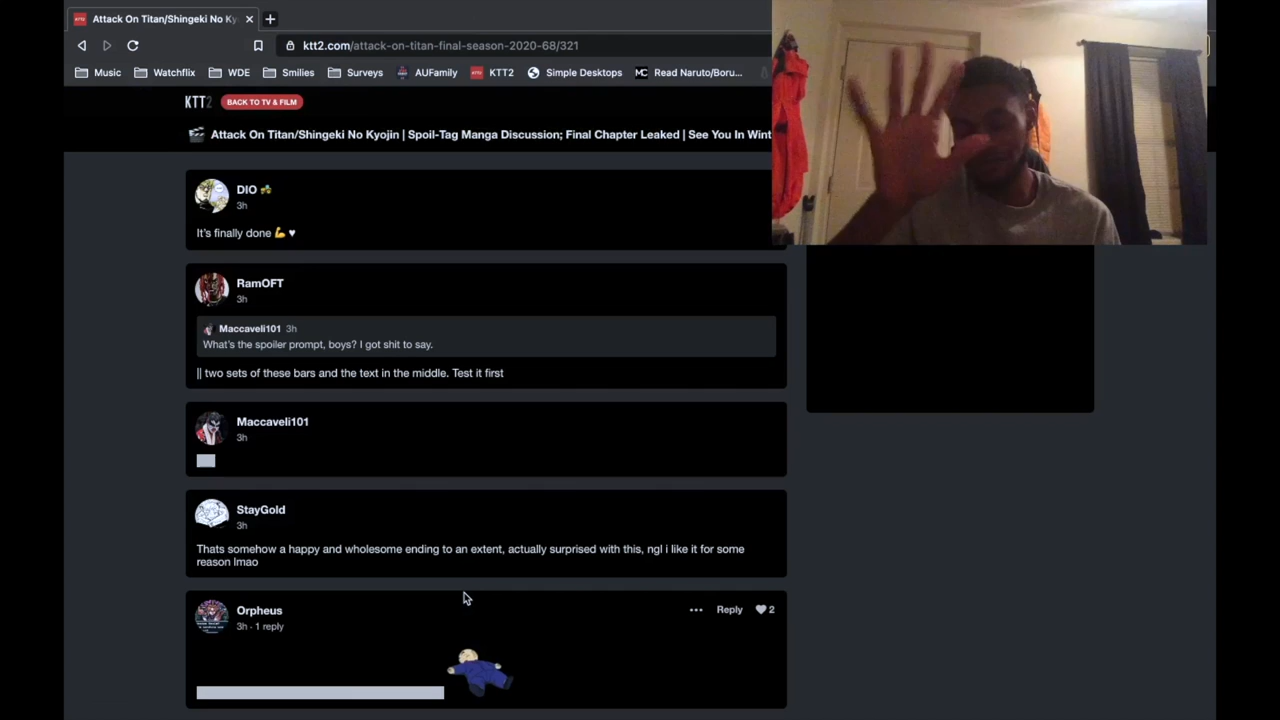 Attack On Titan/Shingeki No Ky
ktt2.com/attack-on-titan-final-season-2020-68/321
Music Watchflix WDE Smilies Surveys AUFamily KTT2 Simple Desktops Read Naruto/Boru...
KTT2 BACK TO TV & FILM
Attack On Titan/Shingeki No Kyojin | Spoil-Tag Manga Discussion; Final Chapter Leaked | See You In Wint
DIO
3h
It's finally done 💪 ♥
RamOFT
3h
Maccaveli101 3h
What's the spoiler prompt, boys? I got shit to say.
|| two sets of these bars and the text in the middle. Test it first
Maccaveli101
3h
StayGold
3h
Thats somehow a happy and wholesome ending to an extent, actually surprised with this, ngl i like it for some
reason lmao
Orpheus ••• Reply 2
3h · 1 reply